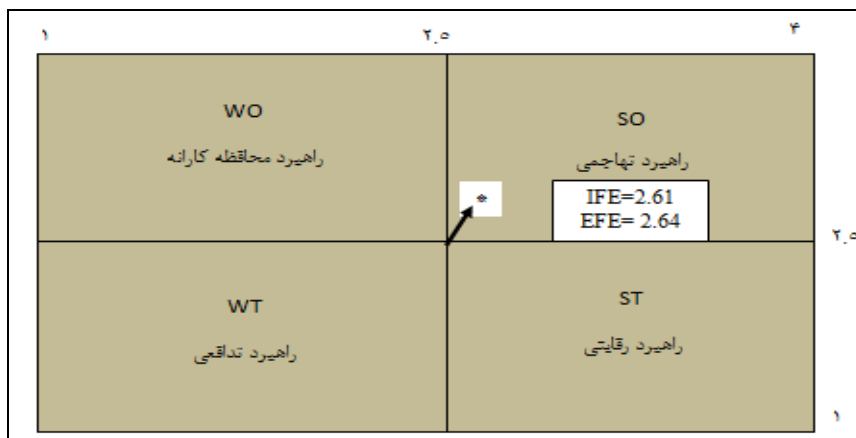 ۱ ۲.۵ ۴
WO
راهبرد محافظه کارانه
SO
راهبرد تهاجمی
*
IFE=2.61
EFE= 2.64
۲.۵
WT
راهبرد تدافعی
ST
راهبرد رقابتی
۱